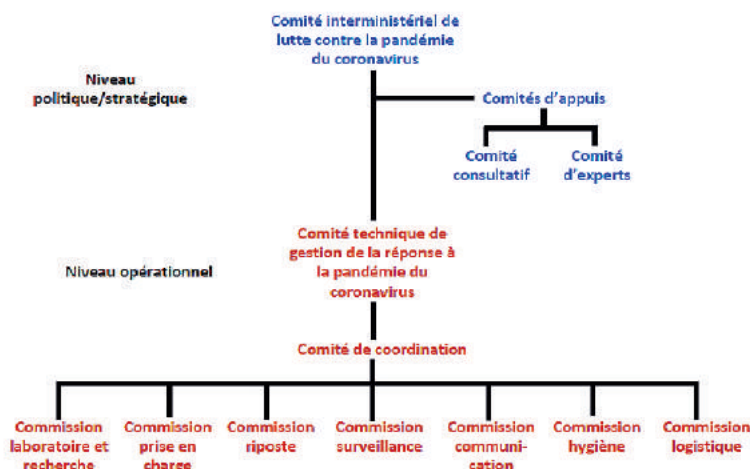 Comité interministériel de
lutte contre la pandémie
du coronavirus
Niveau
politique/stratégique
Comités d'appuis
Comité
consultatif
Comité
d'experts
Comité technique de
gestion de la réponse à
la pandémie du
coronavirus
Niveau opérationnel
Comité de coordination
Commission
laboratoire et
recherche
Commission
prise en
charge
Commission
riposte
Commission
surveillance
Commission
communi-
cation
Commission
hygiène
Commission
logistique